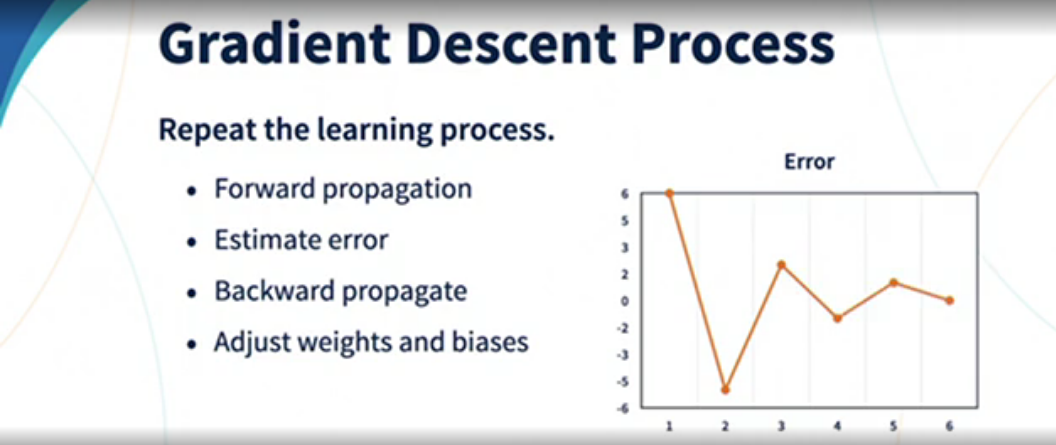 Gradient Descent Process
Repeat the learning process.
• Forward propagation
• Estimate error
• Backward propagate
• Adjust weights and biases
Error
6
5
3
2
0
-2
-3
-5
-6
1 2 3 4 5 6